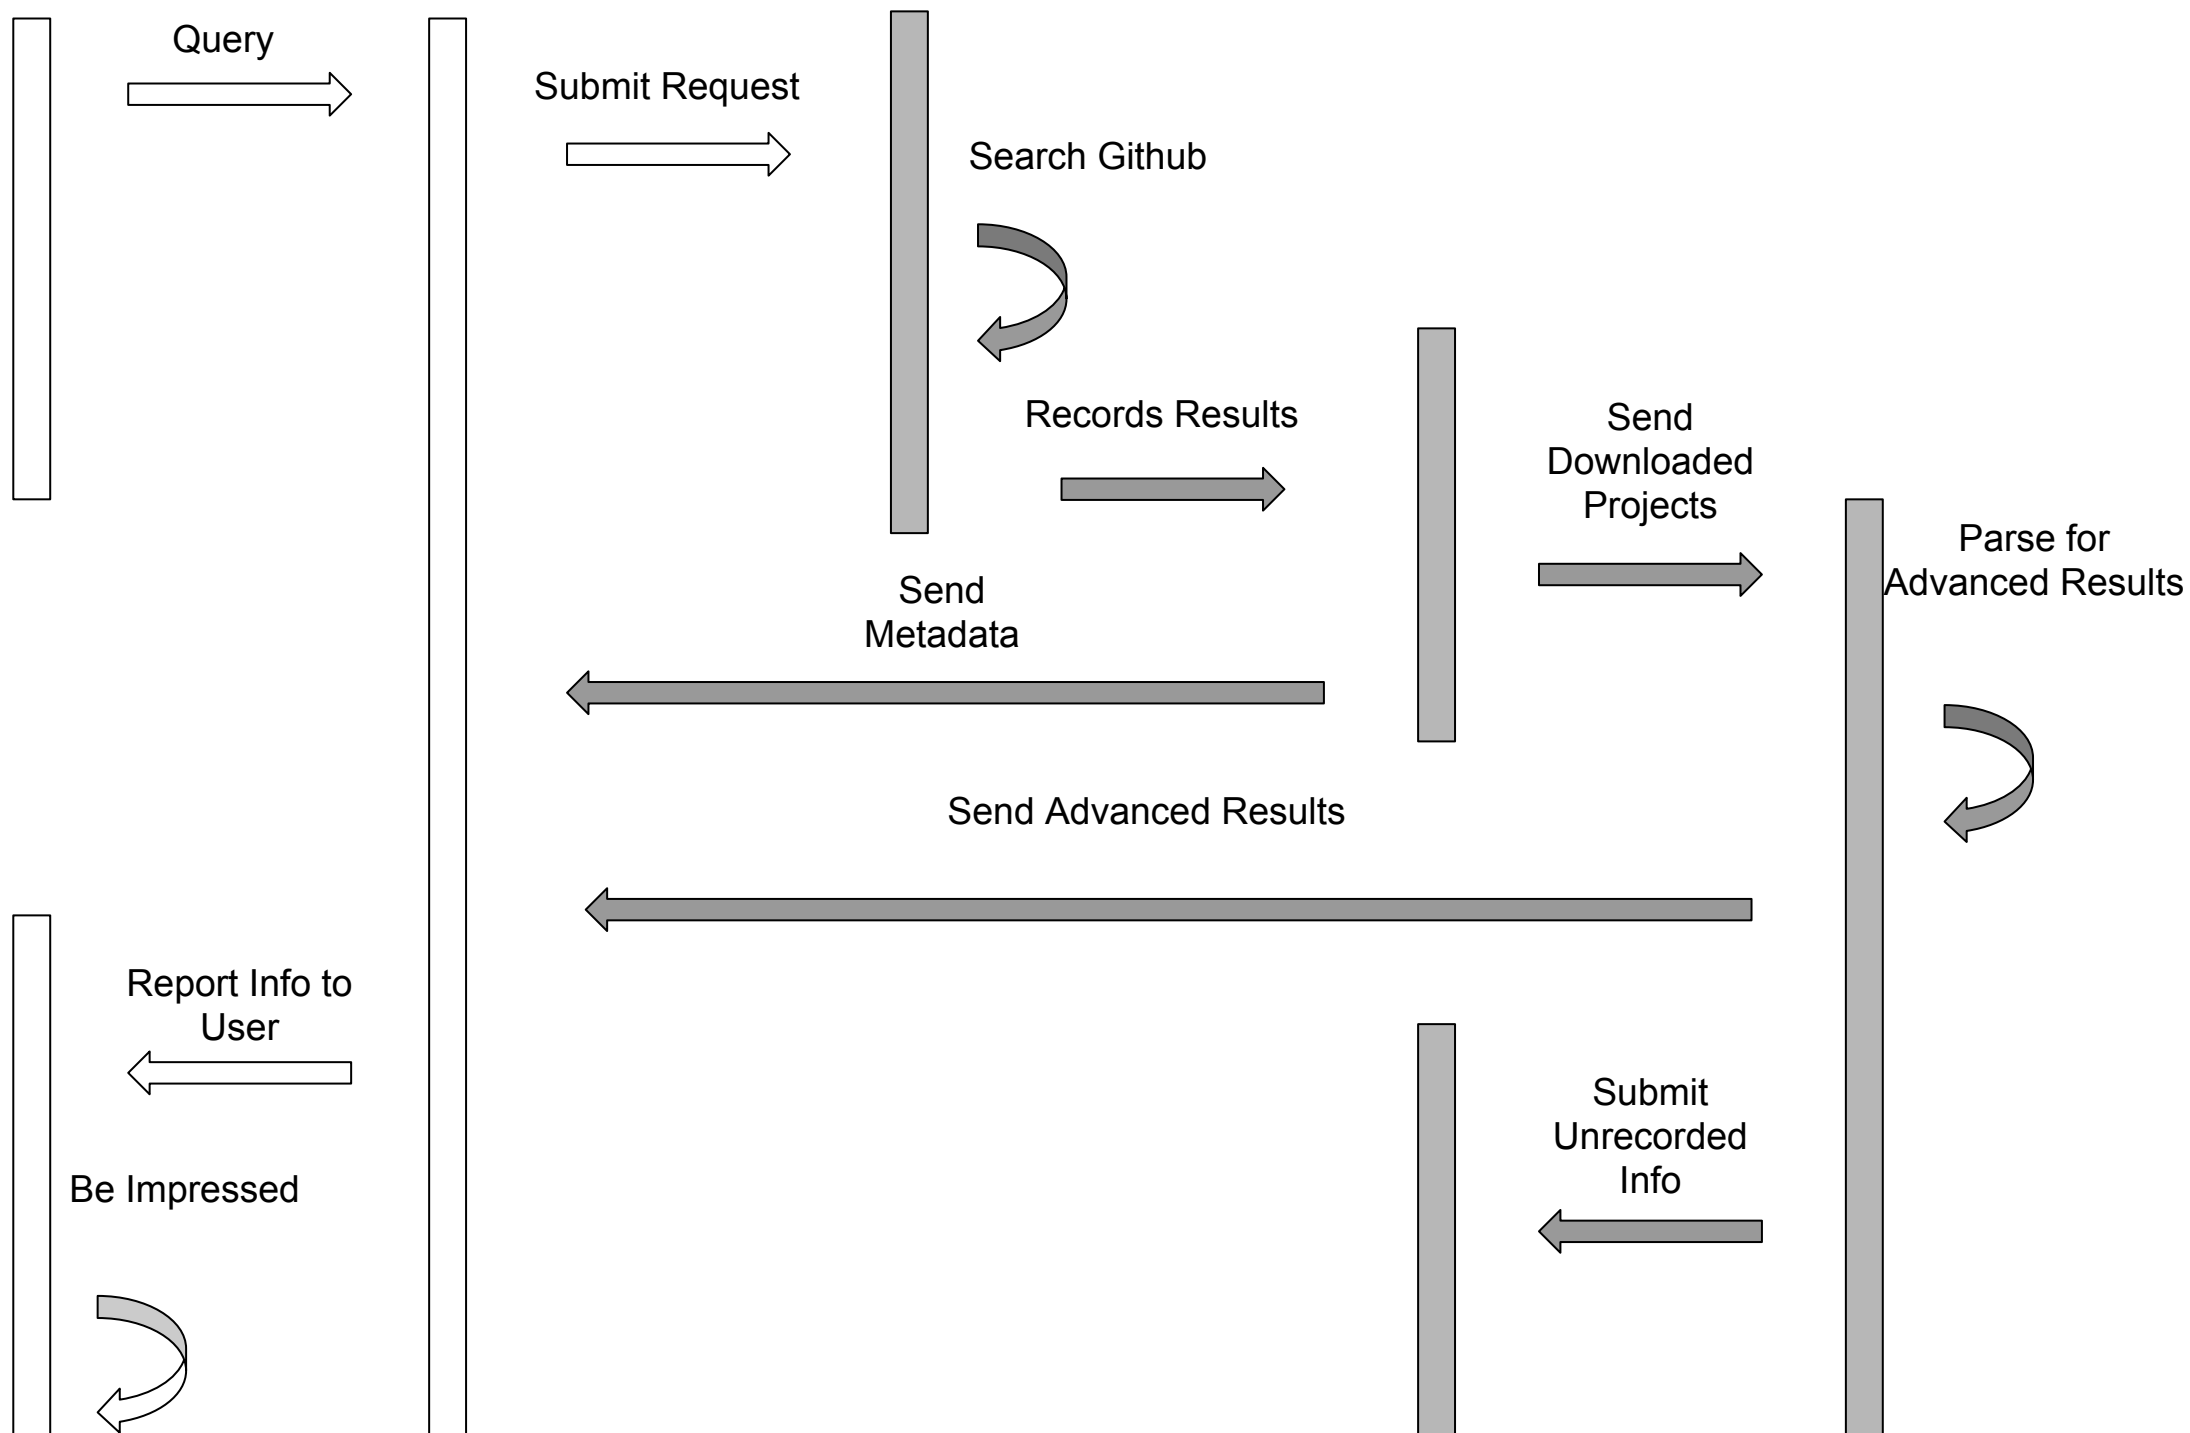 Query
Submit Request
Search Github
Records Results
Send
Downloaded
Projects
Parse for
Advanced Results
Send
Metadata
Send Advanced Results
Report Info to
User
Submit
Unrecorded
Info
Be Impressed